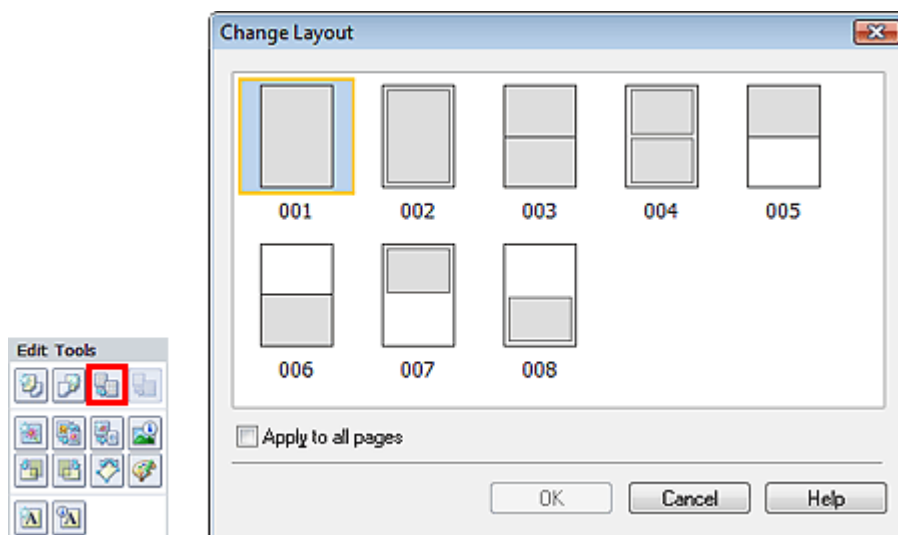 Change Layout
001 002 003 004 005
006 007 008
Edit Tools
Apply to all pages
OK Cancel Help